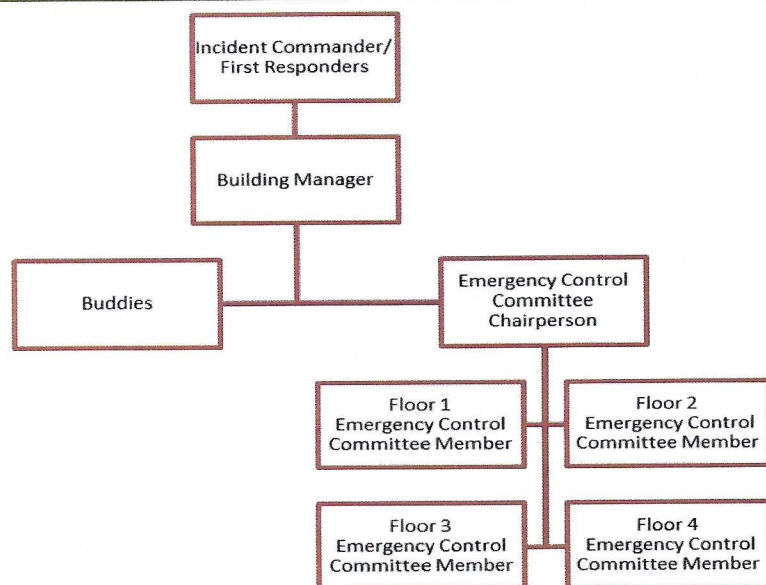 Incident Commander/
First Responders
Building Manager
Buddies
Emergency Control
Committee
Chairperson
Floor 1
Emergency Control
Committee Member
Floor 2
Emergency Control
Committee Member
Floor 3
Emergency Control
Committee Member
Floor 4
Emergency Control
Committee Member